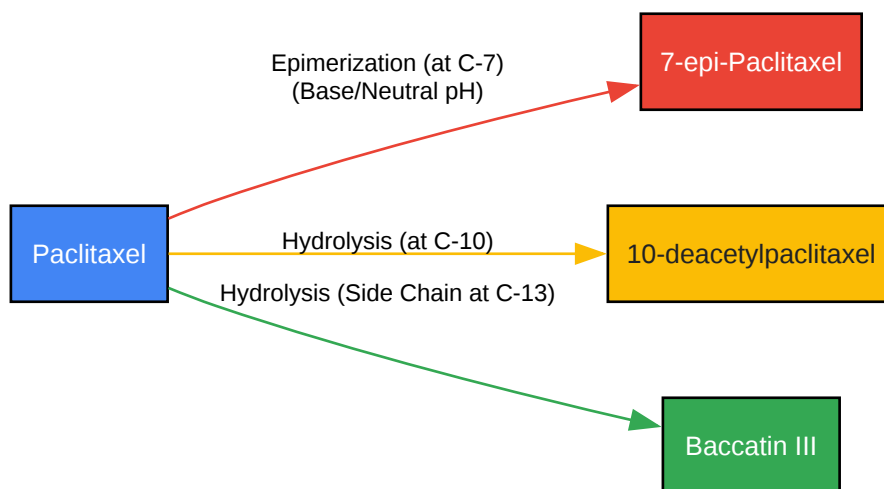 Epimerization (at C-7)
(Base/Neutral pH)
7-epi-Paclitaxel
Paclitaxel
Hydrolysis (at C-10)
10-deacetylpaclitaxel
Hydrolysis (Side Chain at C-13)
Baccatin III